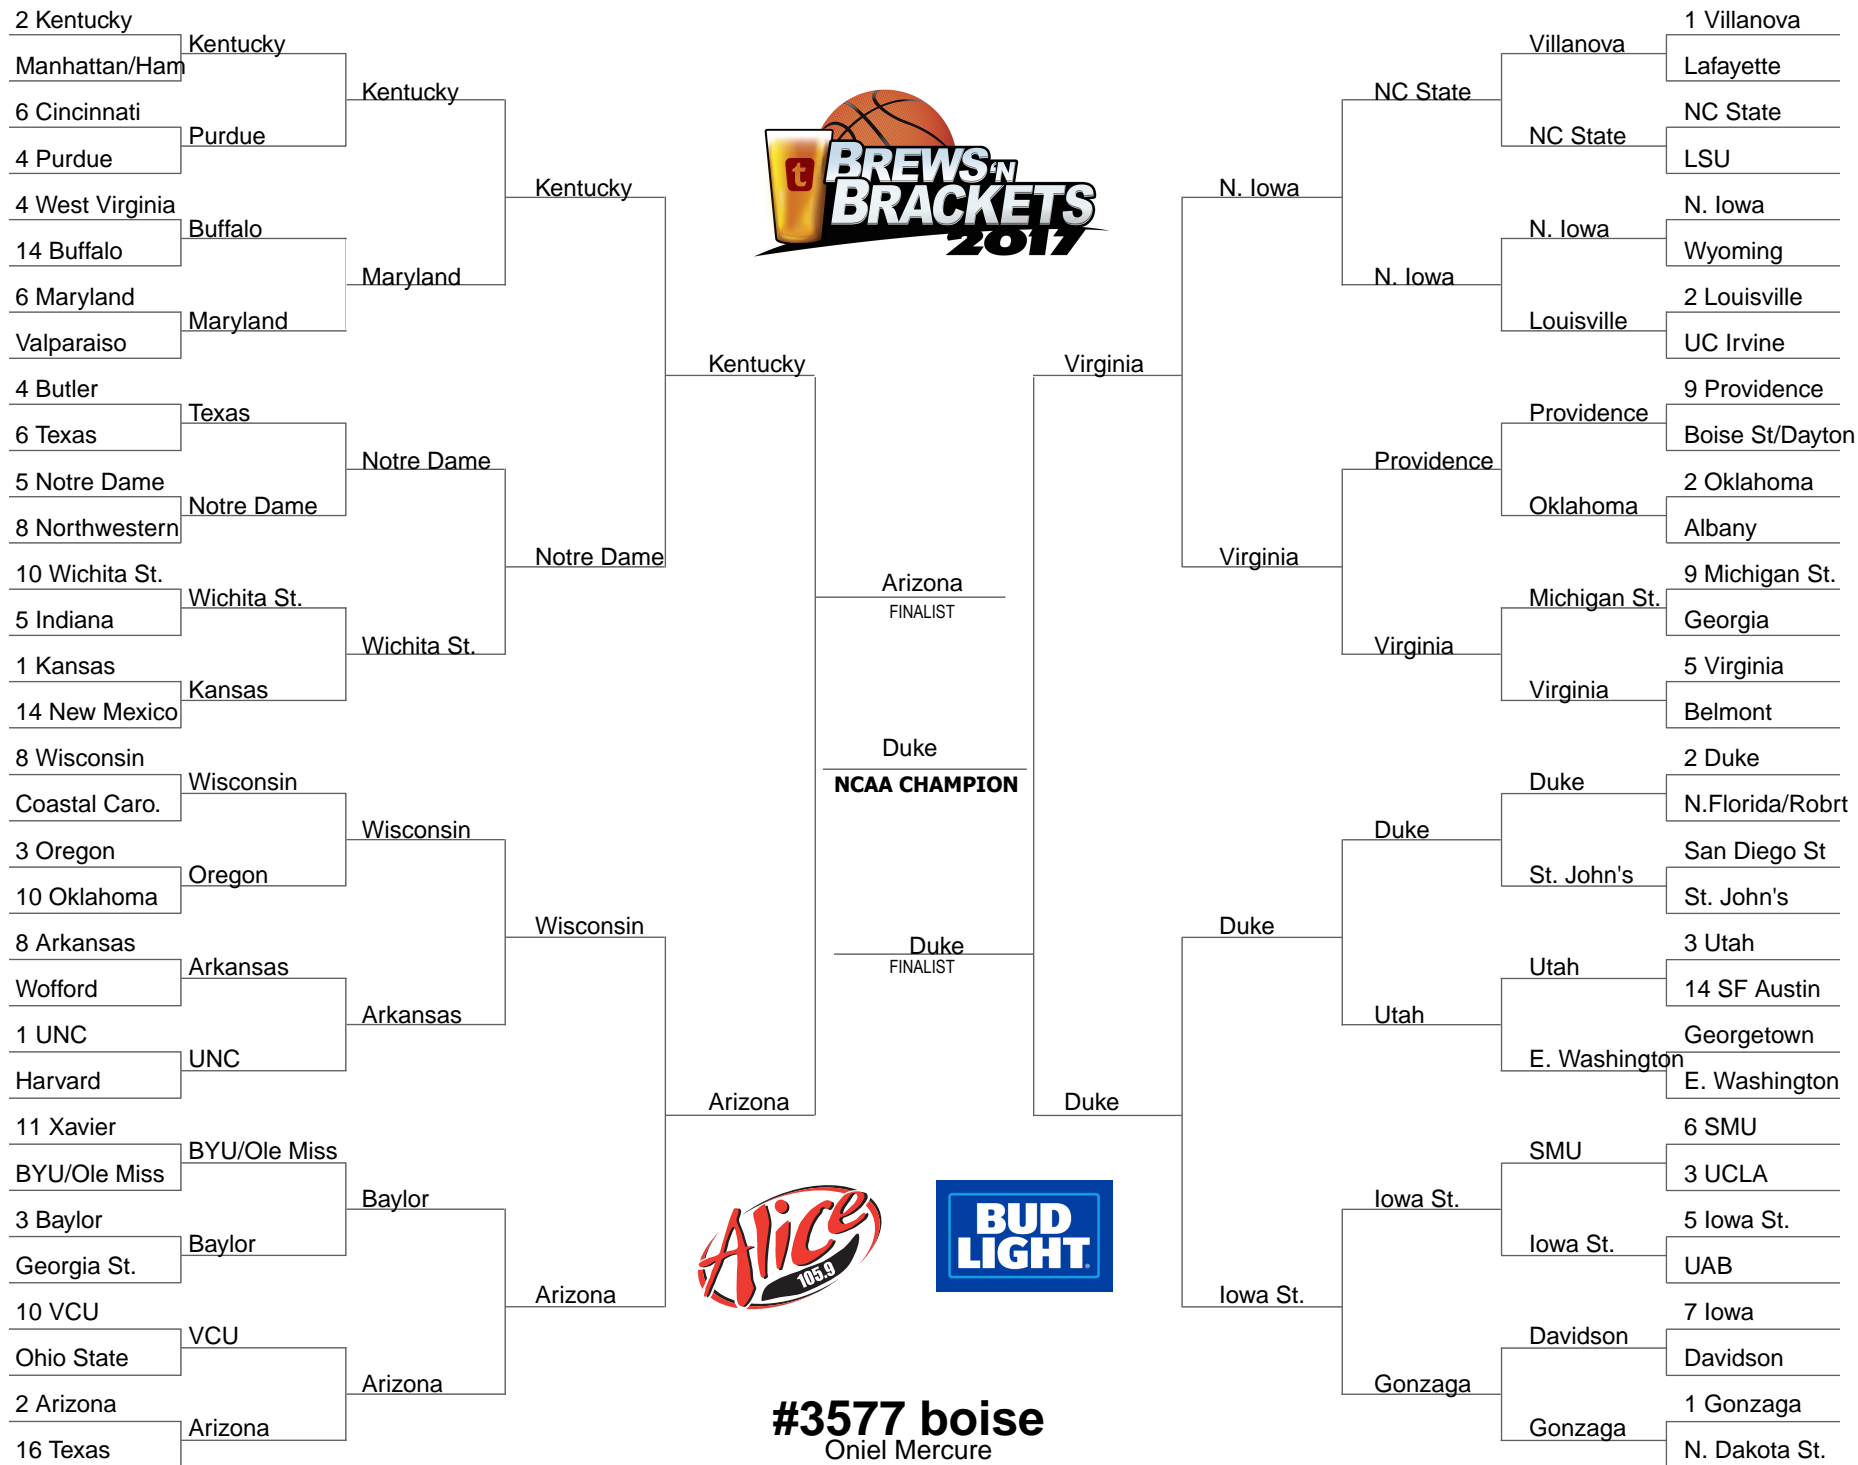 2 Kentucky
Manhattan/Ham
6 Cincinnati
4 Purdue
4 West Virginia
14 Buffalo
6 Maryland
Valparaiso
4 Butler
6 Texas
5 Notre Dame
8 Northwestern
10 Wichita St.
5 Indiana
1 Kansas
14 New Mexico
8 Wisconsin
Coastal Caro.
3 Oregon
10 Oklahoma
8 Arkansas
Wofford
1 UNC
Harvard
11 Xavier
BYU/Ole Miss
3 Baylor
Georgia St.
10 VCU
Ohio State
2 Arizona
16 Texas
Kentucky
Purdue
Buffalo
Maryland
Texas
Notre Dame
Wichita St.
Kansas
Wisconsin
Oregon
Arkansas
UNC
BYU/Ole Miss
Baylor
VCU
Arizona
Kentucky
Maryland
Notre Dame
Wichita St.
Wisconsin
Arkansas
Baylor
Arizona
Kentucky
Notre Dame
Wisconsin
Arizona
Kentucky
Arizona
t
BREWS 'N
BRACKETS
2017
Arizona
FINALIST
Duke
NCAA CHAMPION
Duke
FINALIST
Alice
105.9
BUD
LIGHT
#3577 boise
Oniel Mercure
Virginia
Duke
N. Iowa
Virginia
Duke
Iowa St.
NC State
N. Iowa
Providence
Virginia
Duke
Utah
Iowa St.
Gonzaga
Villanova
NC State
N. Iowa
Louisville
Providence
Oklahoma
Michigan St.
Virginia
Duke
St. John's
Utah
E. Washington
SMU
Iowa St.
Davidson
Gonzaga
1 Villanova
Lafayette
NC State
LSU
N. Iowa
Wyoming
2 Louisville
UC Irvine
9 Providence
Boise St/Dayton
2 Oklahoma
Albany
9 Michigan St.
Georgia
5 Virginia
Belmont
2 Duke
N.Florida/Robrt
San Diego St
St. John's
3 Utah
14 SF Austin
Georgetown
E. Washington
6 SMU
3 UCLA
5 Iowa St.
UAB
7 Iowa
Davidson
1 Gonzaga
N. Dakota St.